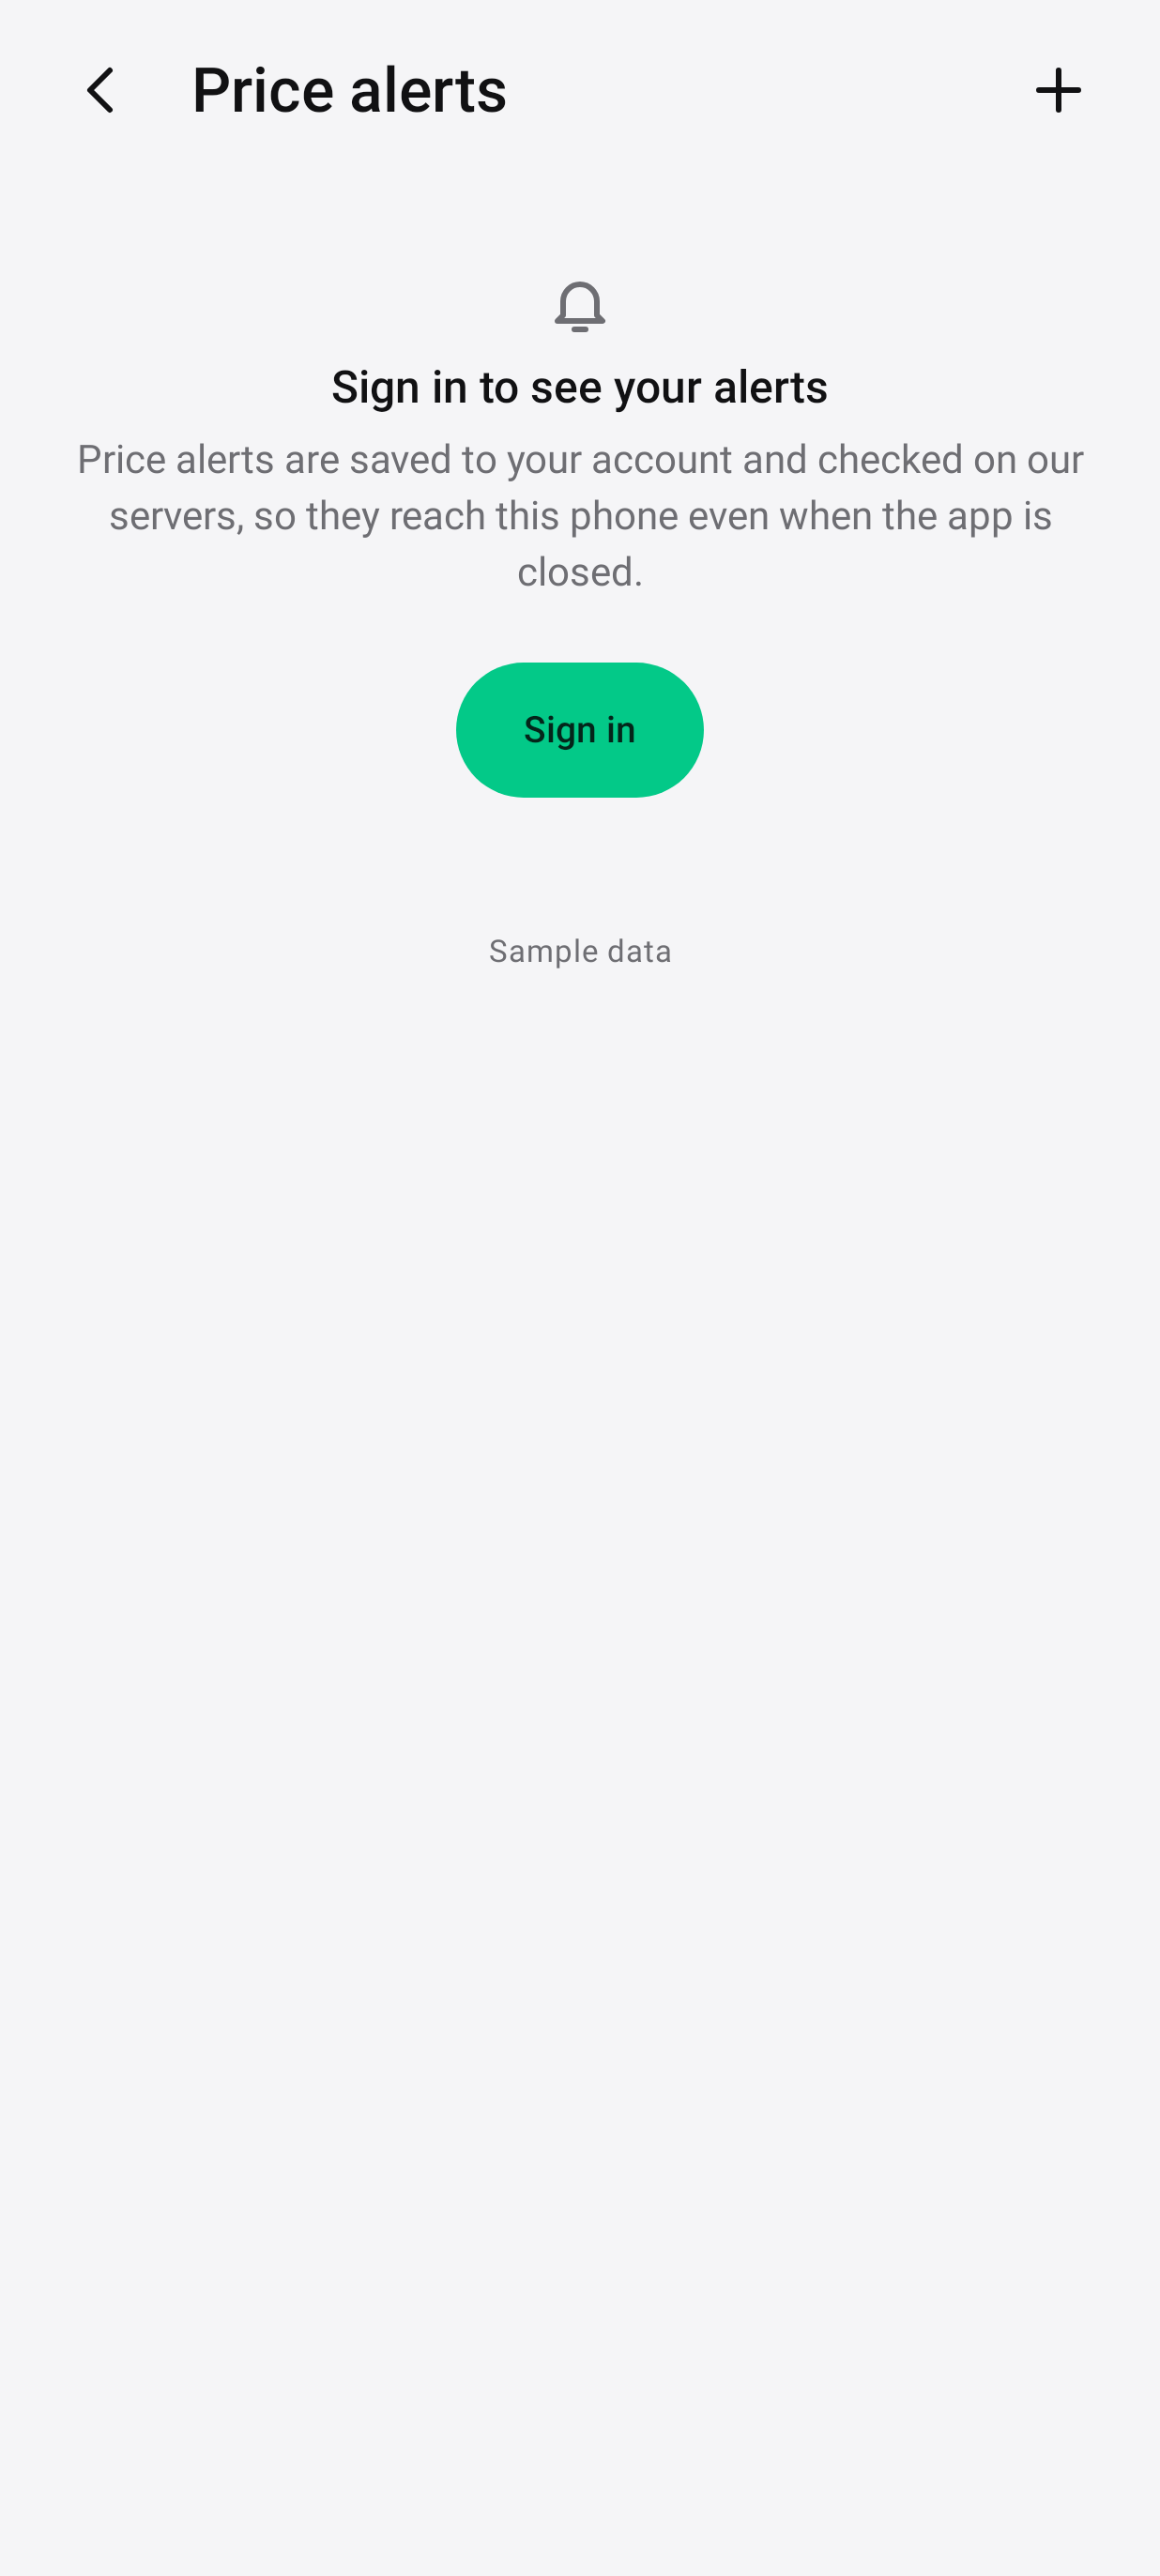 Price alerts
Sign in to see your alerts
Price alerts are saved to your account and checked on our
servers, so they reach this phone even when the app is
closed.
Sign in
Sample data